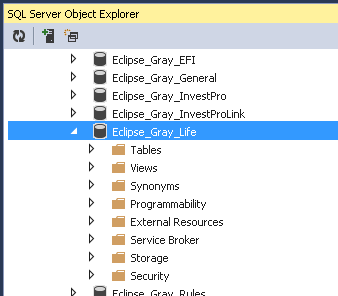 SQL Server Object Explorer
Eclipse_Gray_EFI
Eclipse_Gray_General
Eclipse_Gray_InvestPro
Eclipse_Gray_InvestProLink
Eclipse_Gray_Life
Tables
Views
Synonyms
Programmability
External Resources
Service Broker
Storage
Security
Eclipse_Gray_Rules